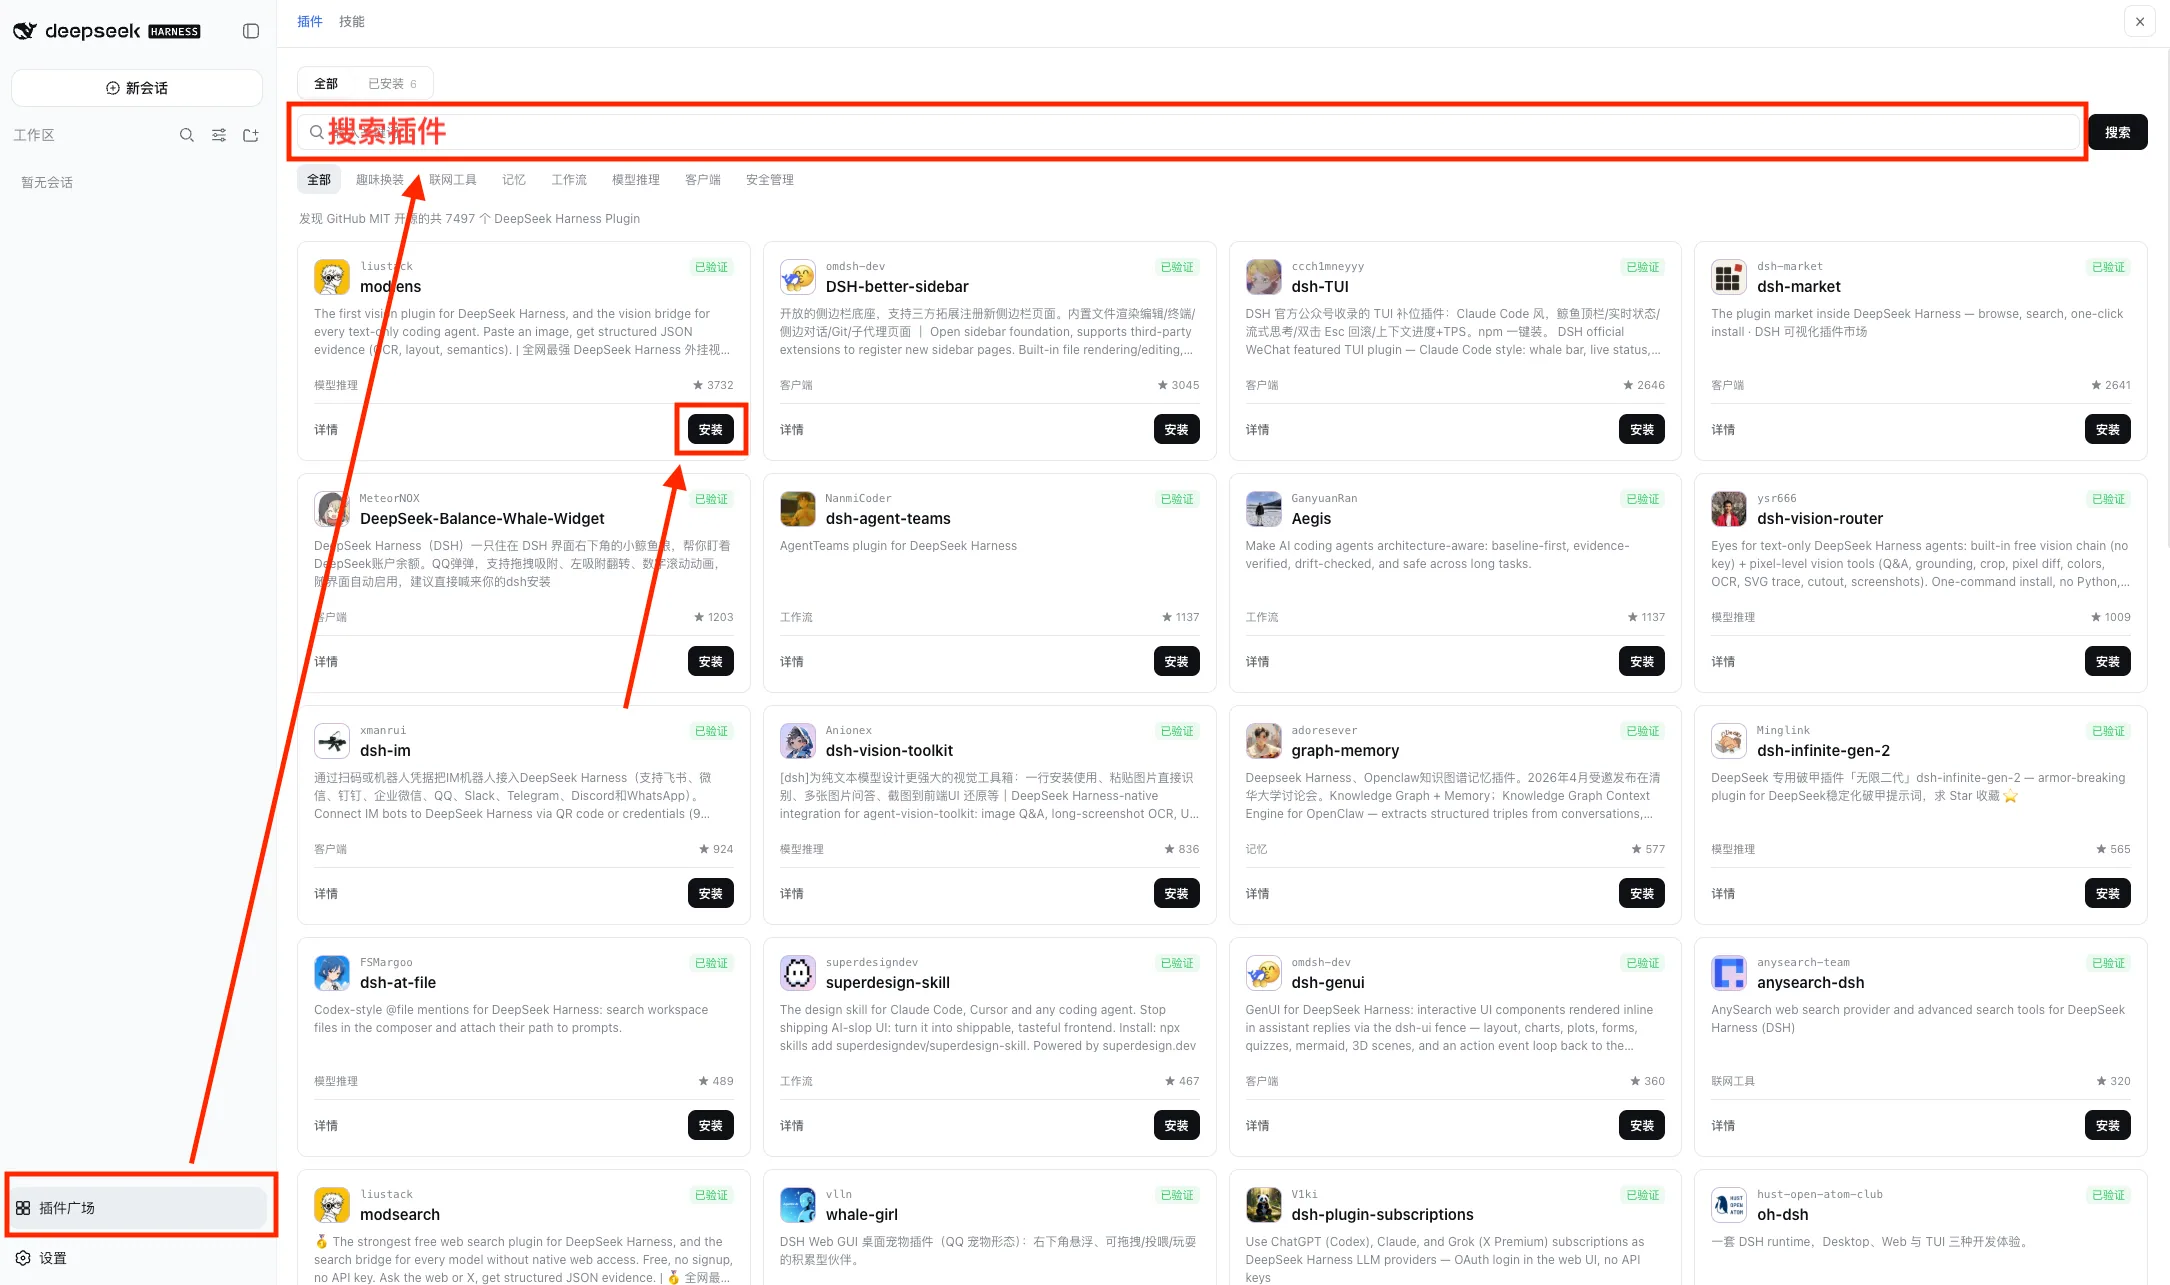 deepseek HARNESS
新会话
工作区
暂无会话
插件广场
设置
插件 技能
全部 已安装 6
搜索插件
搜索
全部 趣味换装 联网工具 记忆 工作流 模型推理 客户端 安全管理
发现 GitHub MIT 开源的共 7497 个 DeepSeek Harness Plugin
liustack
已验证
modlens
The first vision plugin for DeepSeek Harness, and the vision bridge for
every text-only coding agent. Paste an image, get structured JSON
evidence (OCR, layout, semantics). | 全网最强 DeepSeek Harness 外挂视...
模型推理
★ 3732
详情
安装
omdsh-dev
已验证
DSH-better-sidebar
开放的侧边栏底座，支持三方拓展注册新侧边栏页面。内置文件渲染编辑/终端/
侧边对话/Git/子代理页面 ｜ Open sidebar foundation, supports third-party
extensions to register new sidebar pages. Built-in file rendering/editing,...
客户端
★ 3045
详情
安装
ccch1mneyyy
已验证
dsh-TUI
DSH 官方公众号收录的 TUI 补位插件：Claude Code 风，鲸鱼顶栏/实时状态/
流式思考/双击 Esc 回滚/上下文进度+TPS。npm 一键装。 DSH official
WeChat featured TUI plugin — Claude Code style: whale bar, live status,...
客户端
★ 2646
详情
安装
dsh-market
已验证
dsh-market
The plugin market inside DeepSeek Harness — browse, search, one-click
install · DSH 可视化插件市场
客户端
★ 2641
详情
安装
MeteorNOX
已验证
DeepSeek-Balance-Whale-Widget
DeepSeek Harness（DSH）一只住在 DSH 界面右下角的小鲸鱼娘，帮你盯着
DeepSeek账户余额。QQ弹弹，支持拖拽吸附、左吸附翻转、数字滚动动画，
随界面自动启用，建议直接喊来你的dsh安装
客户端
★ 1203
详情
安装
NanmiCoder
已验证
dsh-agent-teams
AgentTeams plugin for DeepSeek Harness
工作流
★ 1137
详情
安装
GanyuanRan
已验证
Aegis
Make AI coding agents architecture-aware: baseline-first, evidence-
verified, drift-checked, and safe across long tasks.
工作流
★ 1137
详情
安装
ysr666
已验证
dsh-vision-router
Eyes for text-only DeepSeek Harness agents: built-in free vision chain (no
key) + pixel-level vision tools (Q&A, grounding, crop, pixel diff, colors,
OCR, SVG trace, cutout, screenshots). One-command install, no Python,...
模型推理
★ 1009
详情
安装
xmanrui
已验证
dsh-im
通过扫码或机器人凭据把IM机器人接入DeepSeek Harness（支持飞书、微
信、钉钉、企业微信、QQ、Slack、Telegram、Discord和WhatsApp）。
Connect IM bots to DeepSeek Harness via QR code or credentials (9...
客户端
★ 924
详情
安装
Anionex
已验证
dsh-vision-toolkit
[dsh]为纯文本模型设计更强大的视觉工具箱：一行安装使用、粘贴图片直接识
别、多张图片问答、截图到前端UI 还原等 | DeepSeek Harness-native
integration for agent-vision-toolkit: image Q&A, long-screenshot OCR, U...
模型推理
★ 836
详情
安装
adoresever
已验证
graph-memory
Deepseek Harness、Openclaw知识图谱记忆插件。2026年4月受邀发布在清
华大学讨论会。Knowledge Graph + Memory；Knowledge Graph Context
Engine for OpenClaw — extracts structured triples from conversations,...
记忆
★ 577
详情
安装
Minglink
已验证
dsh-infinite-gen-2
DeepSeek 专用破甲插件「无限二代」dsh-infinite-gen-2 — armor-breaking
plugin for DeepSeek稳定化破甲提示词，求 Star 收藏 ⭐
模型推理
★ 565
详情
安装
FSMargoo
已验证
dsh-at-file
Codex-style @file mentions for DeepSeek Harness: search workspace
files in the composer and attach their path to prompts.
模型推理
★ 489
详情
安装
superdesigndev
已验证
superdesign-skill
The design skill for Claude Code, Cursor and any coding agent. Stop
shipping AI-slop UI: turn it into shippable, tasteful frontend. Install: npx
skills add superdesigndev/superdesign-skill. Powered by superdesign.dev
工作流
★ 467
详情
安装
omdsh-dev
已验证
dsh-genui
GenUI for DeepSeek Harness: interactive UI components rendered inline
in assistant replies via the dsh-ui fence — layout, charts, plots, forms,
quizzes, mermaid, 3D scenes, and an action event loop back to the...
客户端
★ 360
详情
安装
anysearch-team
已验证
anysearch-dsh
AnySearch web search provider and advanced search tools for DeepSeek
Harness (DSH)
联网工具
★ 320
详情
安装
liustack
已验证
modsearch
🥇 The strongest free web search plugin for DeepSeek Harness, and the
search bridge for every model without native web access. Free, no signup,
no API key. Ask the web or X, get structured JSON evidence. | 🥇 全网最...
vlln
已验证
whale-girl
DSH Web GUI 桌面宠物插件（QQ 宠物形态）：右下角悬浮、可拖拽/投喂/玩耍
的积累型伙伴。
V1ki
已验证
dsh-plugin-subscriptions
Use ChatGPT (Codex), Claude, and Grok (X Premium) subscriptions as
DeepSeek Harness LLM providers — OAuth login in the web UI, no API
keys
hust-open-atom-club
已验证
HUST
OPEN
ATOM
oh-dsh
一套 DSH runtime，Desktop、Web 与 TUI 三种开发体验。